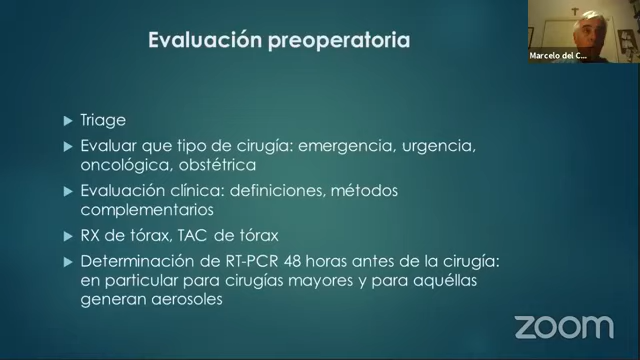 Evaluación preoperatoria
Marcelo del C...
Triage
Evaluar que tipo de cirugía: emergencia, urgencia,
oncológica, obstétrica
Evaluación clínica: definiciones, métodos
complementarios
RX de tórax, TAC de tórax
Determinación de RT-PCR 48 horas antes de la cirugía:
en particular para cirugías mayores y para aquéllas
generan aerosoles
zoom